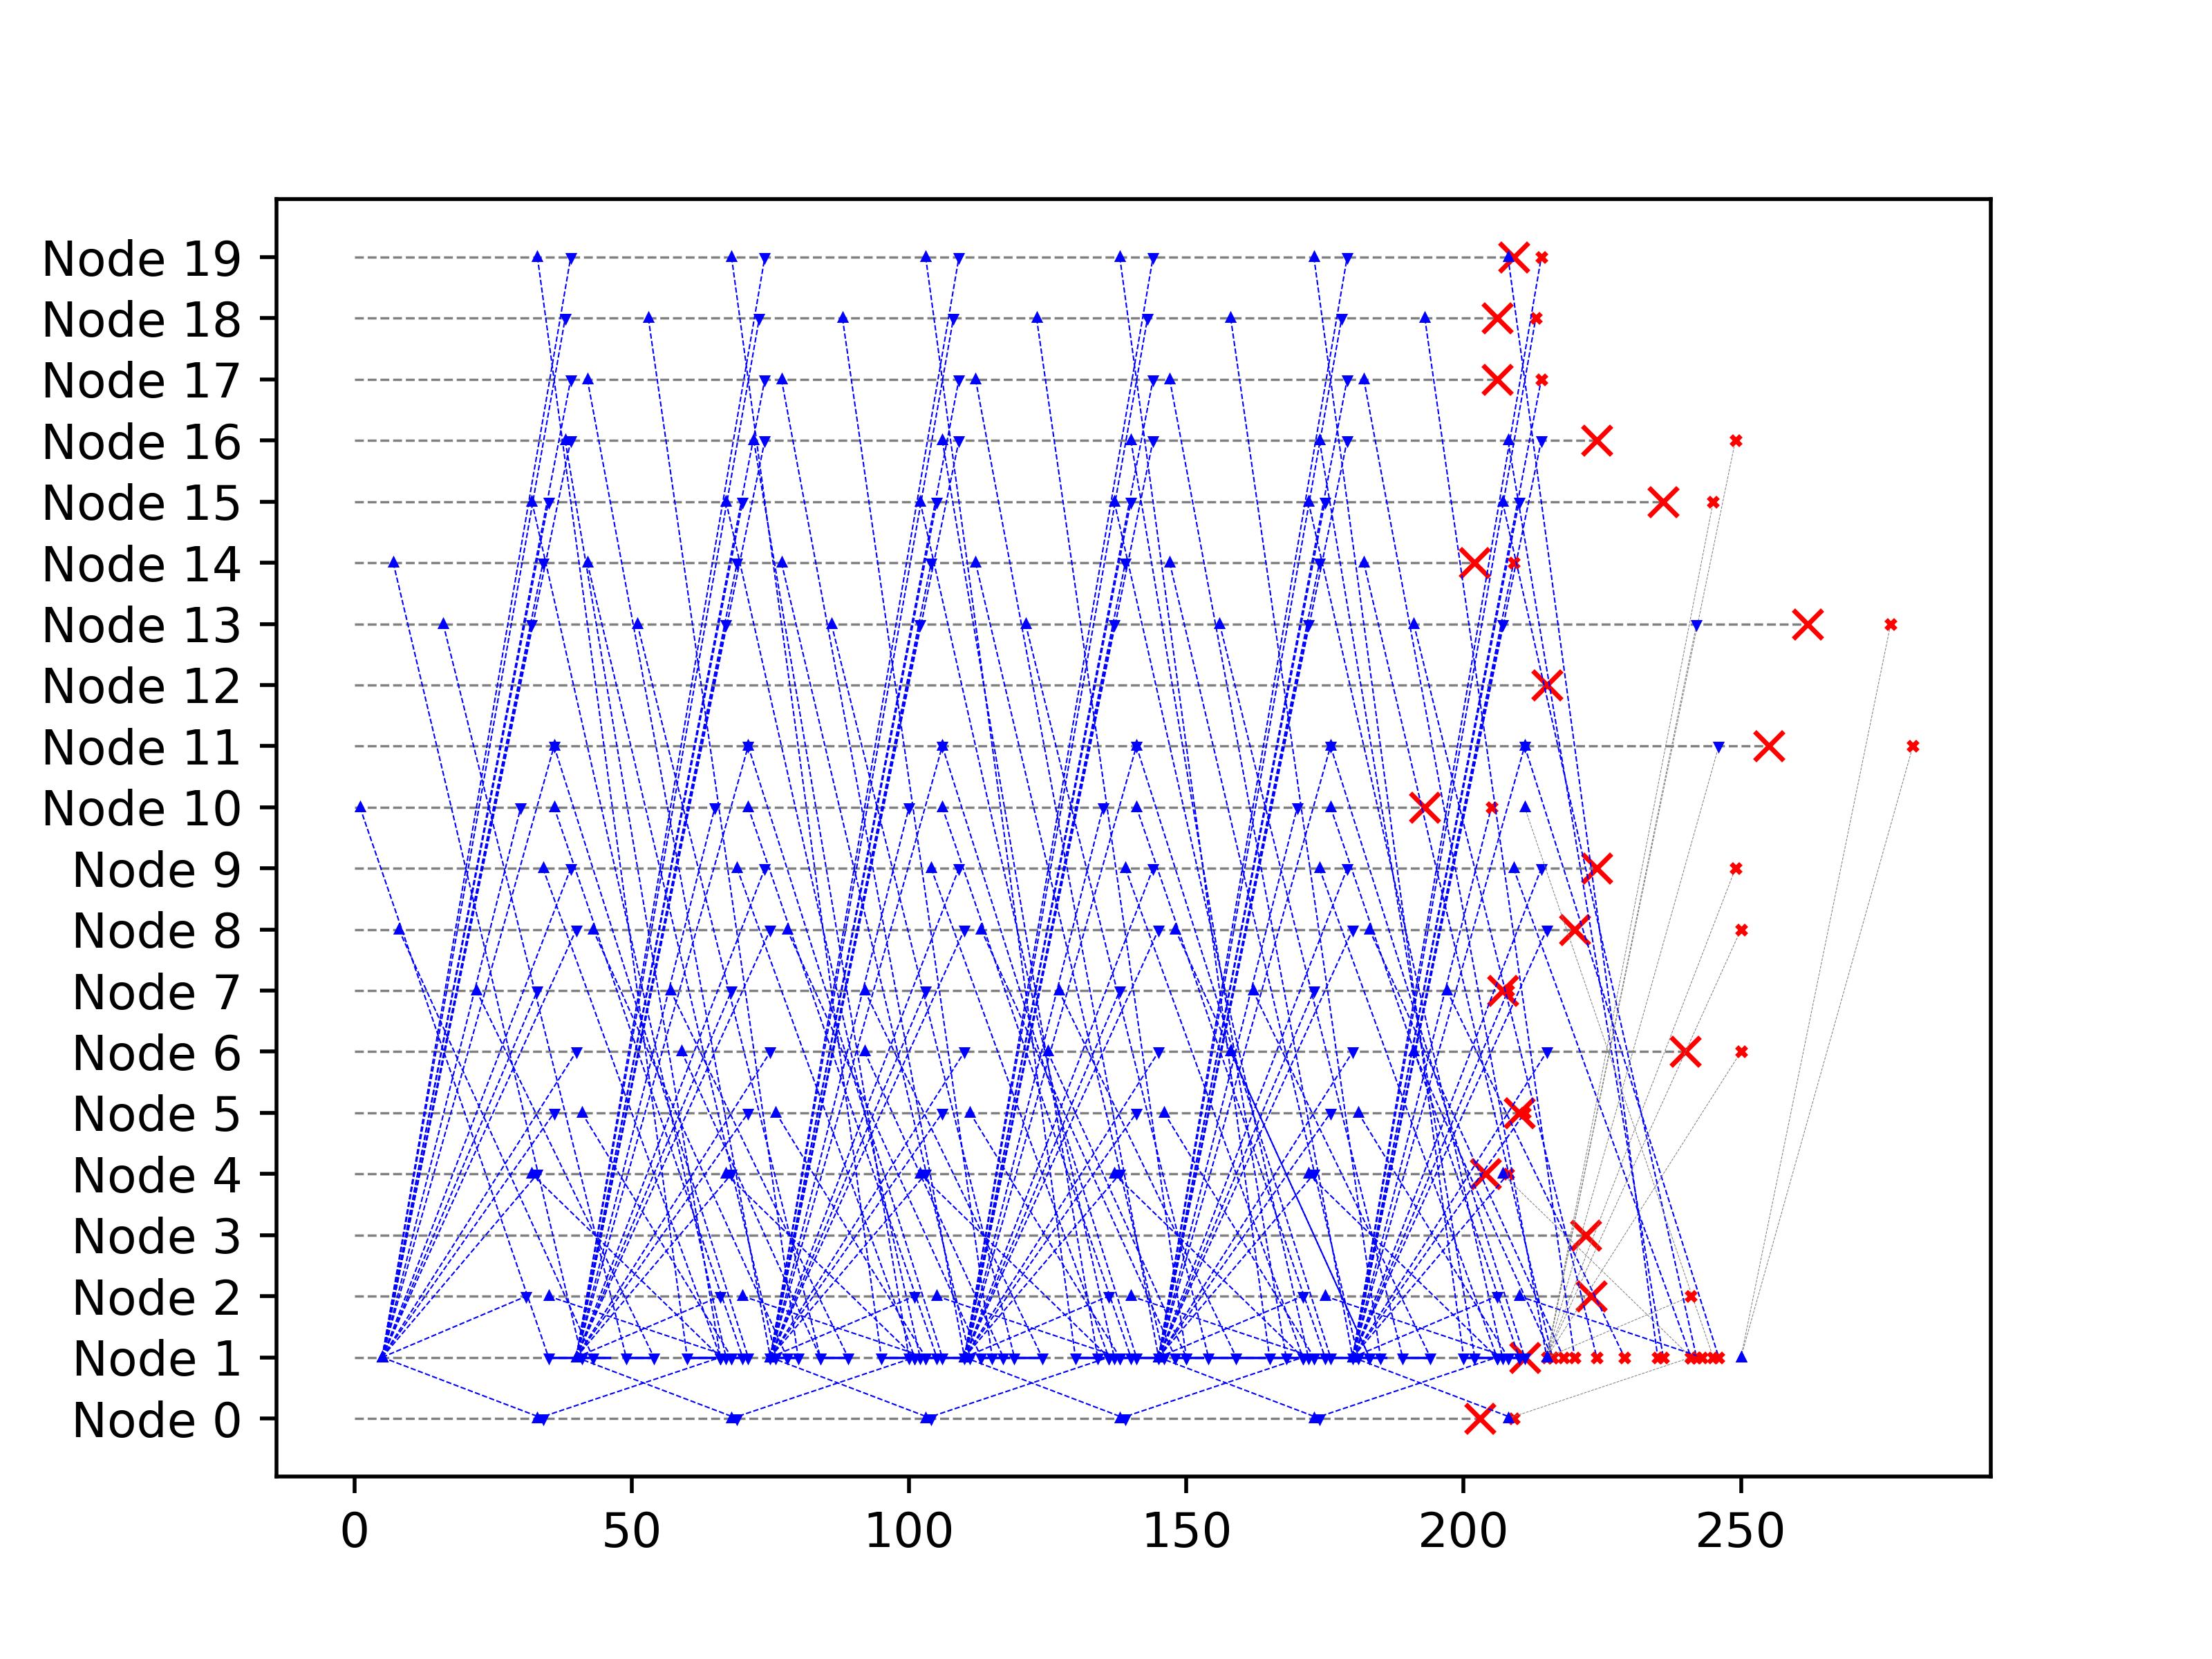 Node 19
Node 18
Node 17
Node 16
Node 15
Node 14
Node 13
Node 12
Node 11
Node 10
Node 9
Node 8
Node 7
Node 6
Node 5
Node 4
Node 3
Node 2
Node 1
Node 0
0 50 100 150 200 250